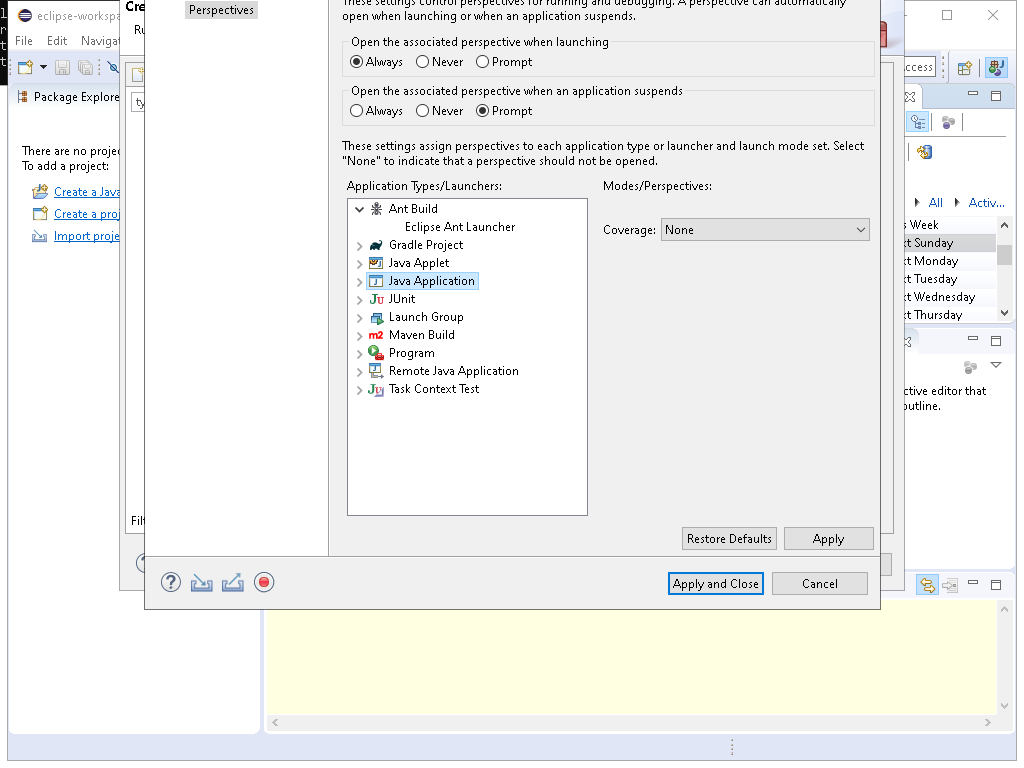 eclipse-workspa
Cre
Perspectives
These settings control perspectives for running and debugging. A perspective can automatically
open when launching or when an application suspends.
File Edit Navigat
Ru
Open the associated perspective when launching
Always Never Prompt
ccess
Open the associated perspective when an application suspends
Package Explore
ty
Always Never Prompt
There are no projec
To add a project:
These settings assign perspectives to each application type or launcher and launch mode set. Select
"None" to indicate that a perspective should not be opened.
Create a Java
Create a proj
Import proje
Application Types/Launchers:
Modes/Perspectives:
Ant Build
Eclipse Ant Launcher
Gradle Project
Java Applet
Java Application
JUnit
Launch Group
Maven Build
Program
Remote Java Application
Task Context Test
Coverage: None
All Activ...
s Week
xt Sunday
xt Monday
xt Tuesday
xt Wednesday
xt Thursday
ctive editor that
outline.
Filt
Restore Defaults Apply
Apply and Close Cancel